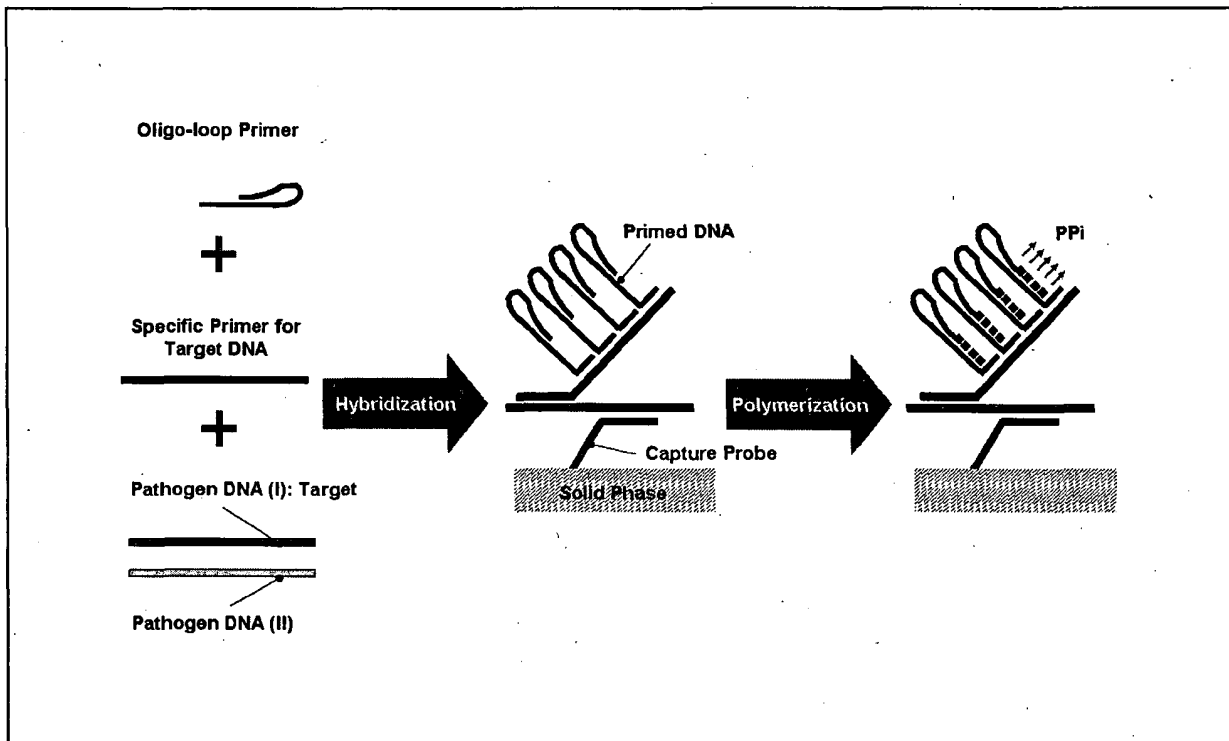 Oligo-loop Primer
Specific Primer for
Target DNA
Pathogen DNA (I): Target
Pathogen DNA (II)
Hybridization
Primed DNA
Capture Probe
Solid Phase
Polymerization
PPi